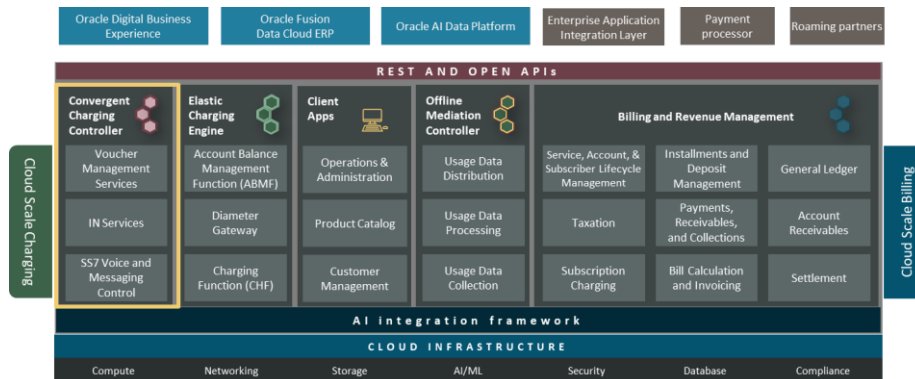 Oracle Digital Business
Experience
Oracle Fusion
Data Cloud ERP
Oracle AI Data Platform
Enterprise Application
Integration Layer
Payment
processor
Roaming partners
REST AND OPEN APIs
Cloud Scale Charging
Convergent
Charging
Controller
Voucher
Management
Services
IN Services
SS7 Voice and
Messaging
Control
Elastic
Charging
Engine
Account Balance
Management
Function (ABMF)
Diameter
Gateway
Charging
Function (CHF)
Client
Apps
Operations &
Administration
Product Catalog
Customer
Management
Offline
Mediation
Controller
Usage Data
Distribution
Usage Data
Processing
Usage Data
Collection
Billing and Revenue Management
Service, Account, &
Subscriber Lifecycle
Management
Taxation
Subscription
Charging
Installments and
Deposit
Management
Payments,
Receivables,
and Collections
Bill Calculation
and Invoicing
General Ledger
Account
Receivables
Settlement
Cloud Scale Billing
AI integration framework
CLOUD INFRASTRUCTURE
Compute
Networking
Storage
AI/ML
Security
Database
Compliance